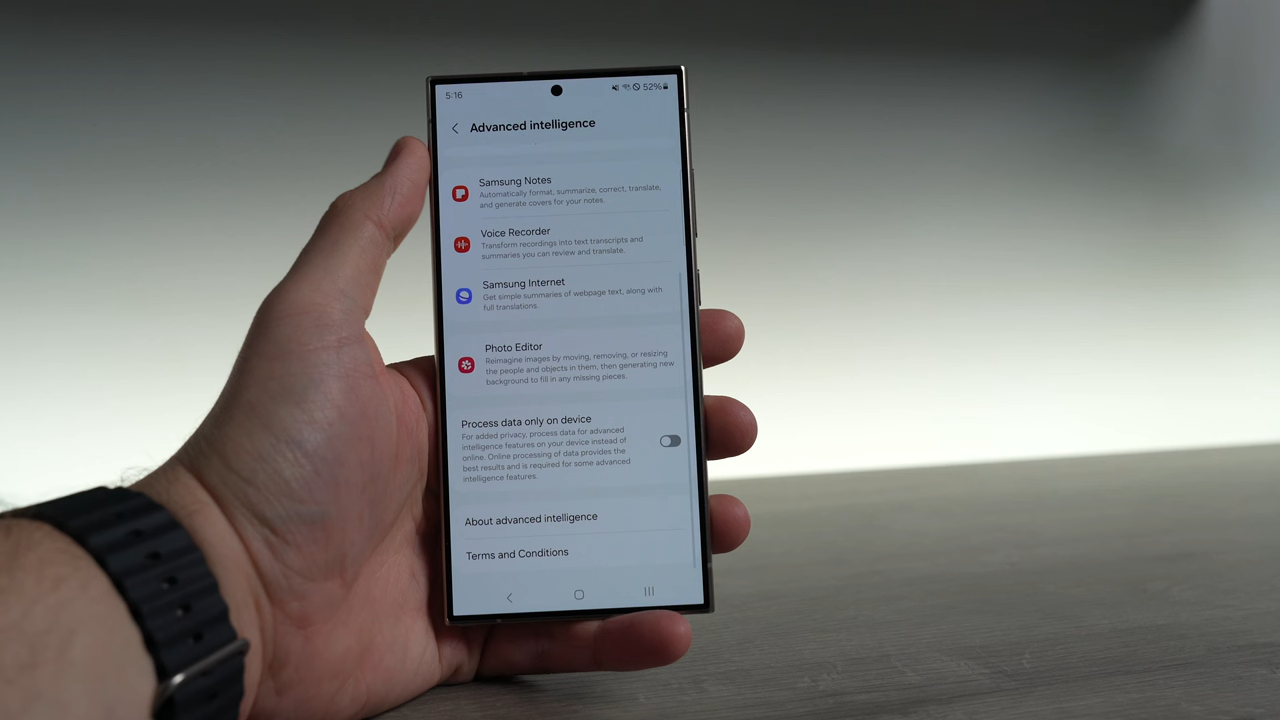 5:16
52%
Advanced intelligence
Samsung Notes
Automatically format, summarize, correct, translate,
and generate covers for your notes.
Voice Recorder
Transform recordings into text transcripts and
summaries you can review and translate.
Samsung Internet
Get simple summaries of webpage text, along with
full translations.
Photo Editor
Reimagine images by moving, removing, or resizing
the people and objects in them, then generating new
background to fill in any missing pieces.
Process data only on device
For added privacy, process data for advanced
intelligence features on your device instead of
online. Online processing of data provides the
best results and is required for some advanced
intelligence features.
About advanced intelligence
Terms and Conditions